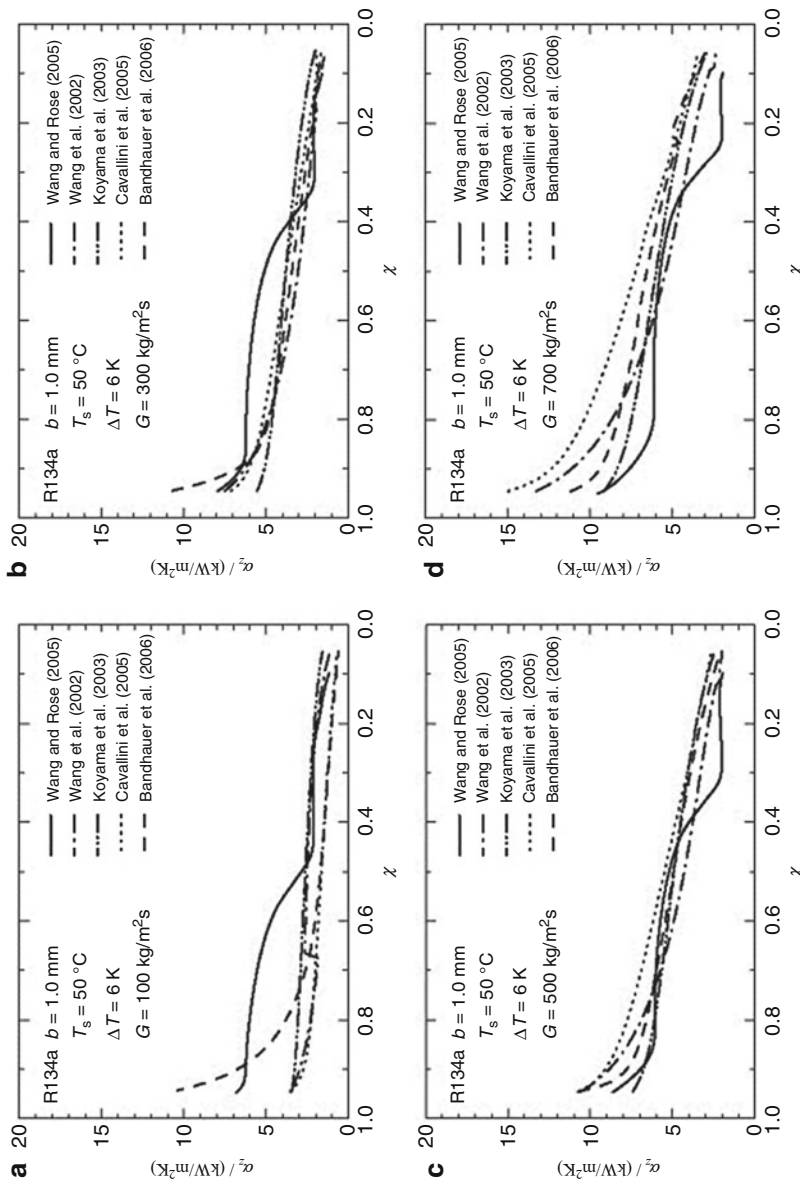 a
R134a b = 1.0 mm
Tₛ = 50 °C
ΔT = 6 K
G = 100 kg/m²s
Wang and Rose (2005)
Wang et al. (2002)
Koyama et al. (2003)
Cavallini et al. (2005)
Bandhauer et al. (2006)
αz / (kW/m²K)
20
15
10
5
0
1.0 0.8 0.6 0.4 0.2 0.0
χ
b
R134a b = 1.0 mm
Tₛ = 50 °C
ΔT = 6 K
G = 300 kg/m²s
Wang and Rose (2005)
Wang et al. (2002)
Koyama et al. (2003)
Cavallini et al. (2005)
Bandhauer et al. (2006)
αz / (kW/m²K)
20
15
10
5
0
1.0 0.8 0.6 0.4 0.2 0.0
χ
c
R134a b = 1.0 mm
Tₛ = 50 °C
ΔT = 6 K
G = 500 kg/m²s
Wang and Rose (2005)
Wang et al. (2002)
Koyama et al. (2003)
Cavallini et al. (2005)
Bandhauer et al. (2006)
αz / (kW/m²K)
20
15
10
5
0
1.0 0.8 0.6 0.4 0.2 0.0
χ
d
R134a b = 1.0 mm
Tₛ = 50 °C
ΔT = 6 K
G = 700 kg/m²s
Wang and Rose (2005)
Wang et al. (2002)
Koyama et al. (2003)
Cavallini et al. (2005)
Bandhauer et al. (2006)
αz / (kW/m²K)
20
15
10
5
0
1.0 0.8 0.6 0.4 0.2 0.0
χ